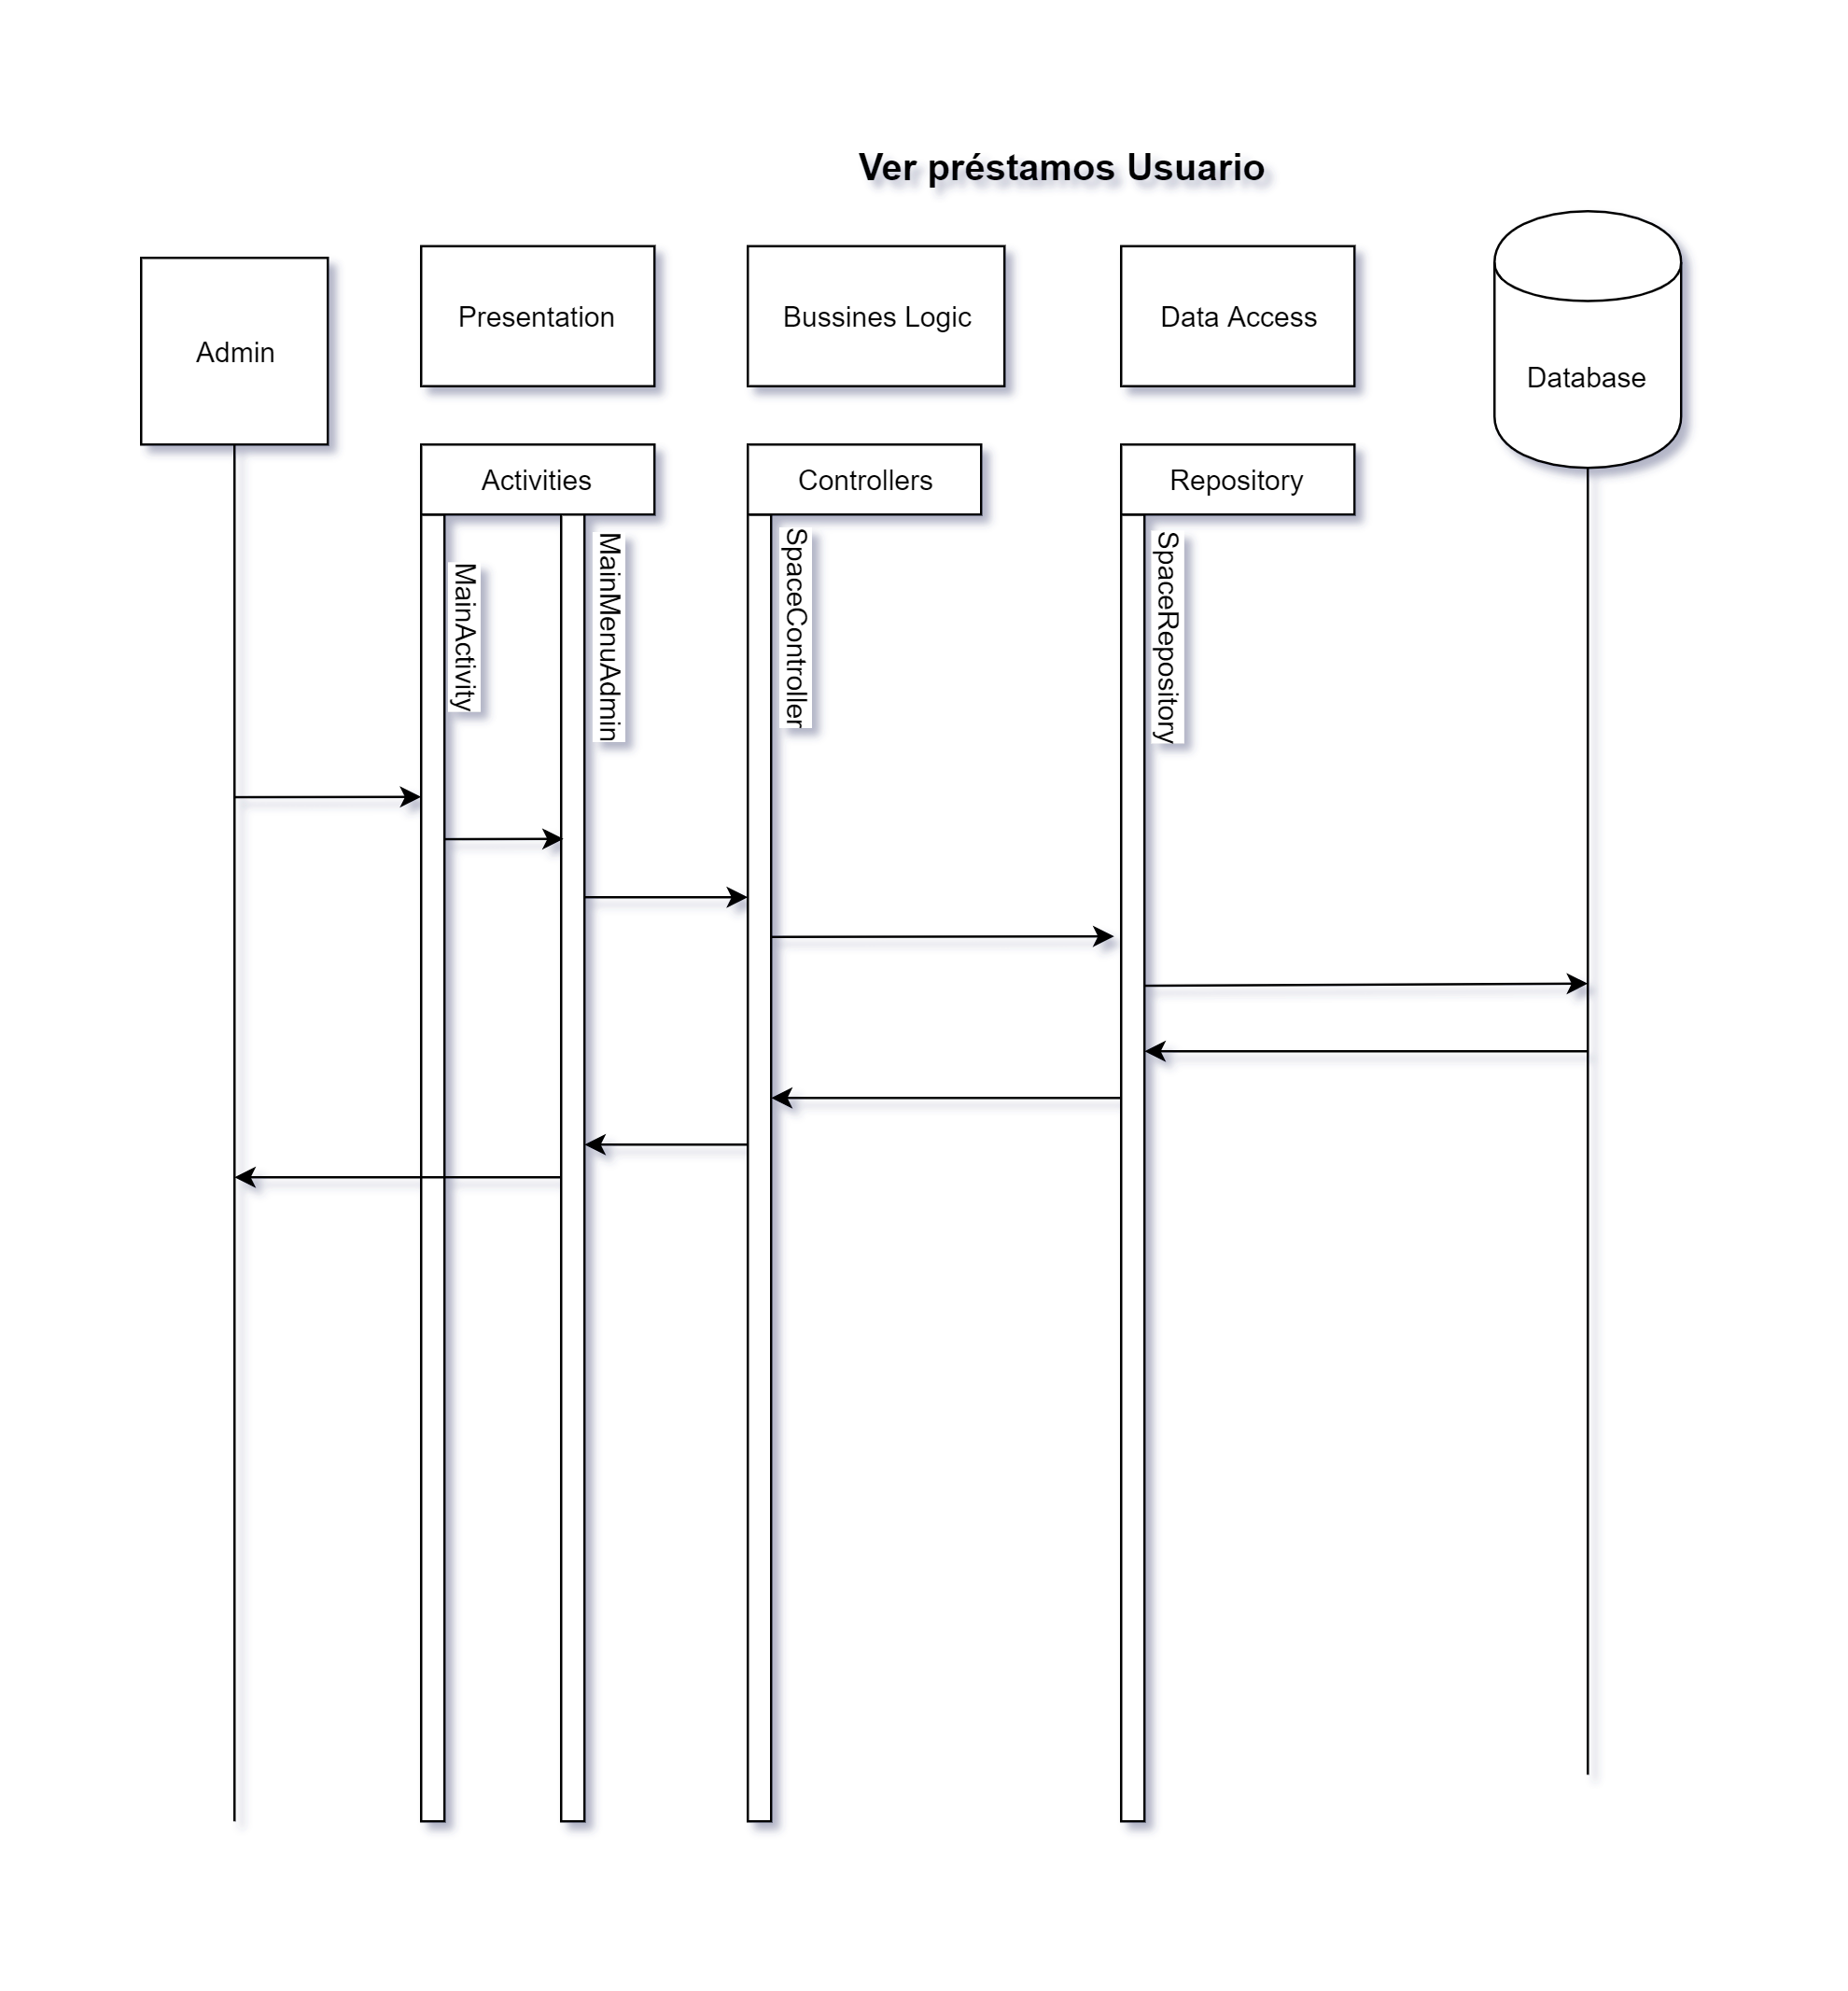 Ver préstamos Usuario
Admin
Presentation
Bussines Logic
Data Access
Database
Activities
Controllers
Repository
MainActivity
MainMenuAdmin
SpaceController
SpaceRepository